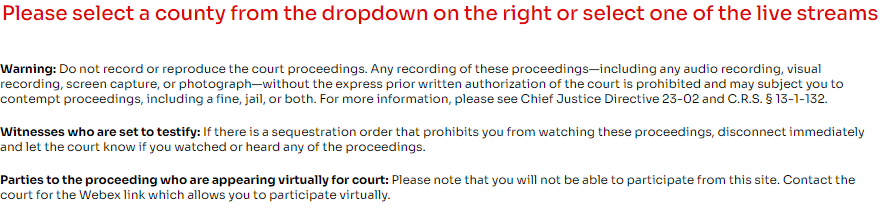 Please select a county from the dropdown on the right or select one of the live streams
Warning: Do not record or reproduce the court proceedings. Any recording of these proceedings—including any audio recording, visual
recording, screen capture, or photograph—without the express prior written authorization of the court is prohibited and may subject you to
contempt proceedings, including a fine, jail, or both. For more information, please see Chief Justice Directive 23-02 and C.R.S. § 13-1-132.
Witnesses who are set to testify: If there is a sequestration order that prohibits you from watching these proceedings, disconnect immediately
and let the court know if you watched or heard any of the proceedings.
Parties to the proceeding who are appearing virtually for court: Please note that you will not be able to participate from this site. Contact the
court for the Webex link which allows you to participate virtually.